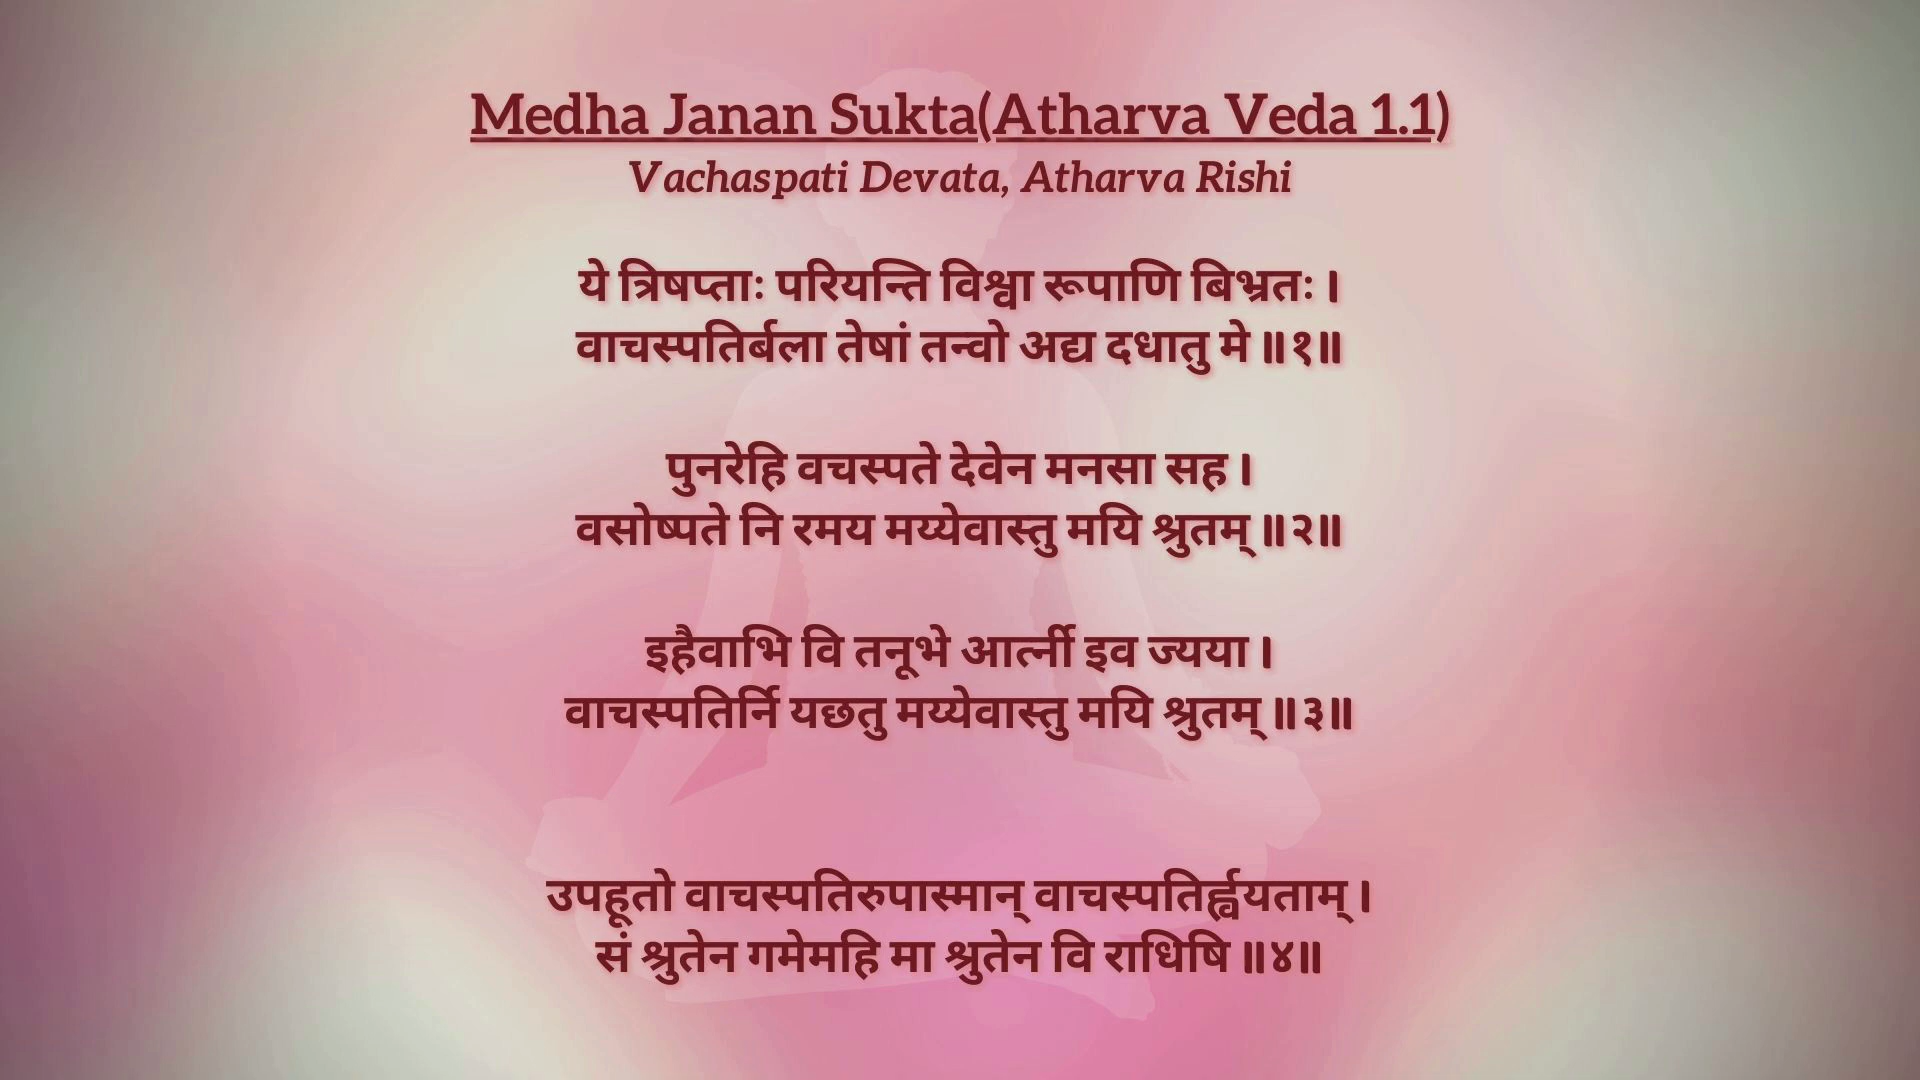 Medha Janan Sukta(Atharva Veda 1.1)
Vachaspati Devata, Atharva Rishi
ये त्रिषप्ताः परियन्ति विश्वा रूपाणि बिभ्रतः ।
वाचस्पतिर्बला तेषां तन्वो अद्य दधातु मे ॥१॥
पुनरेहि वचस्पते देवेन मनसा सह ।
वसोष्पते नि रमय मय्येवास्तु मयि श्रुतम् ॥२॥
इहैवाभि वि तनूभे आर्त्नी इव ज्यया ।
वाचस्पतिर्नि यछतु मय्येवास्तु मयि श्रुतम् ॥३॥
उपहूतो वाचस्पतिरुपास्मान् वाचस्पतिर्ह्वयताम् ।
सं श्रुतेन गमेमहि मा श्रुतेन वि राधिषि ॥४॥